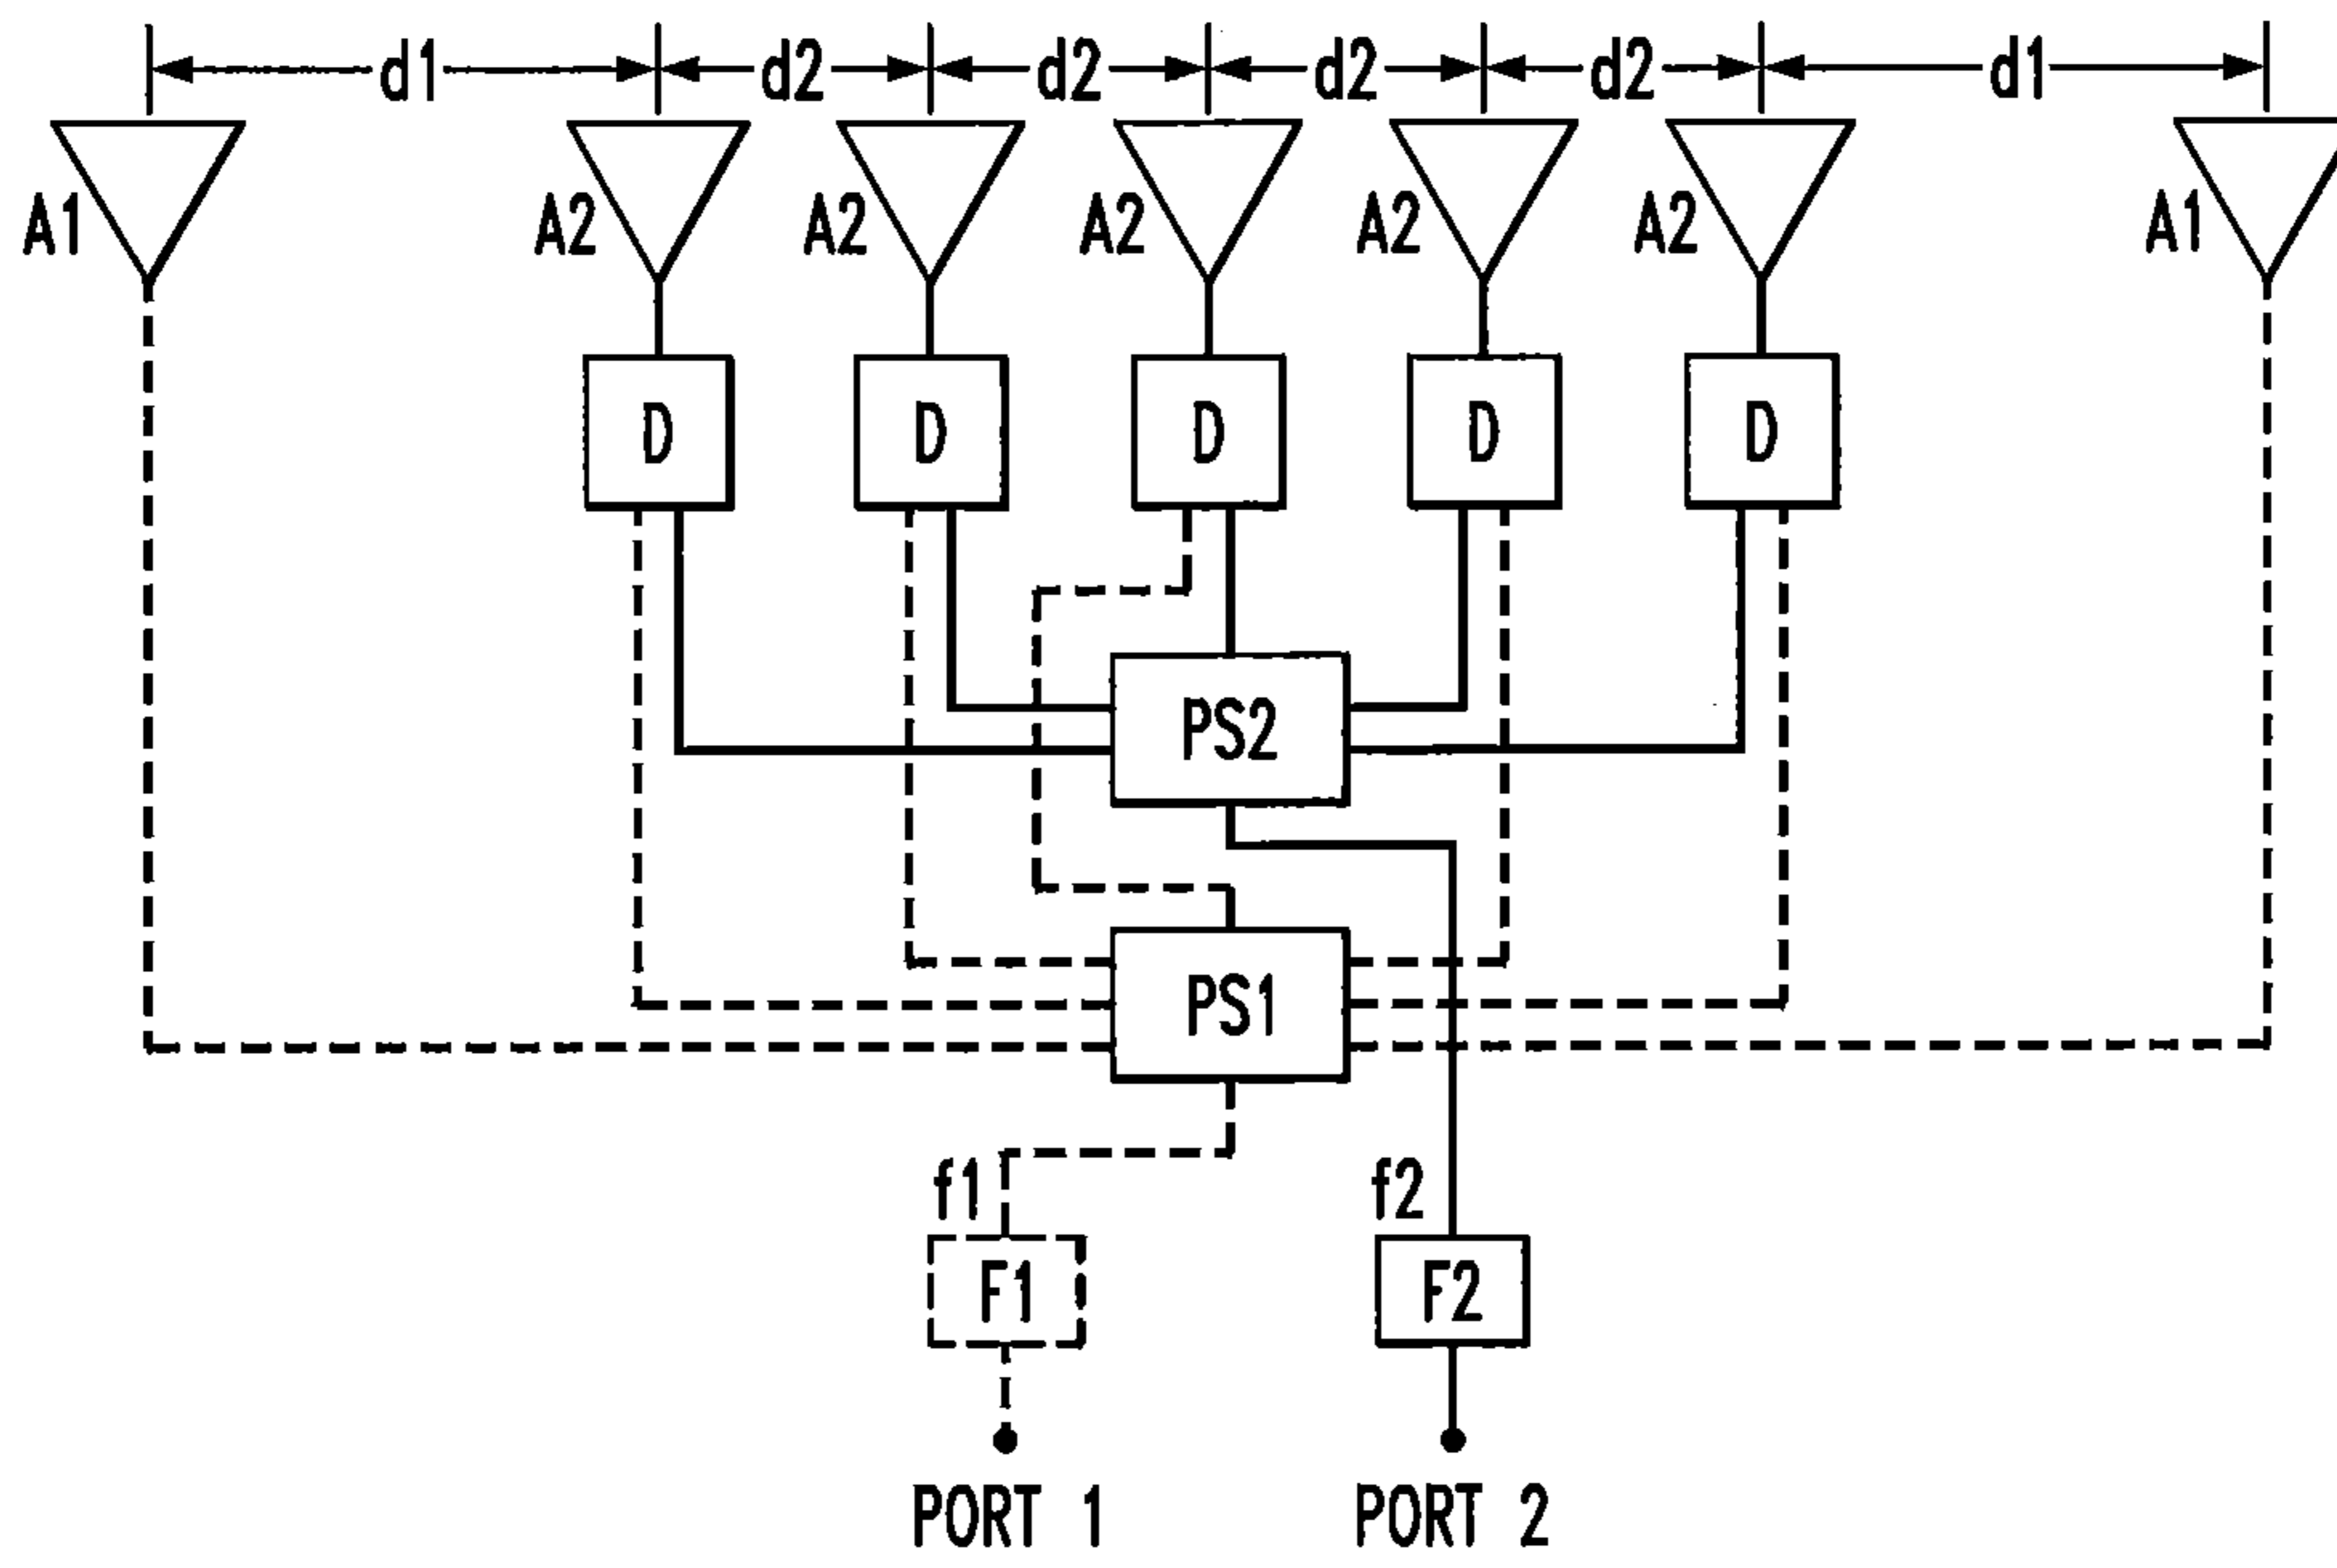 d1 d2 d2 d2 d2 d1
A1 A2 A2 A2 A2 A2 A1
D D D D D
PS2
PS1
f1 f2
F1 F2
PORT 1 PORT 2